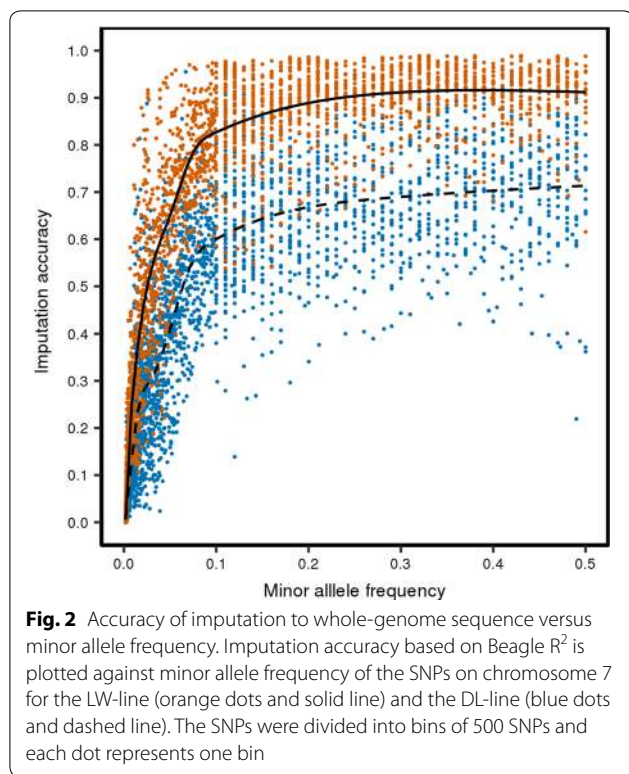 1.0
0.9
0.8
0.7
0.6
0.5
0.4
0.3
0.2
0.1
0.0
Imputation accuracy
0.0 0.1 0.2 0.3 0.4 0.5
Minor alllele frequency
Fig. 2 Accuracy of imputation to whole-genome sequence versus
minor allele frequency. Imputation accuracy based on Beagle R² is
plotted against minor allele frequency of the SNPs on chromosome 7
for the LW-line (orange dots and solid line) and the DL-line (blue dots
and dashed line). The SNPs were divided into bins of 500 SNPs and
each dot represents one bin